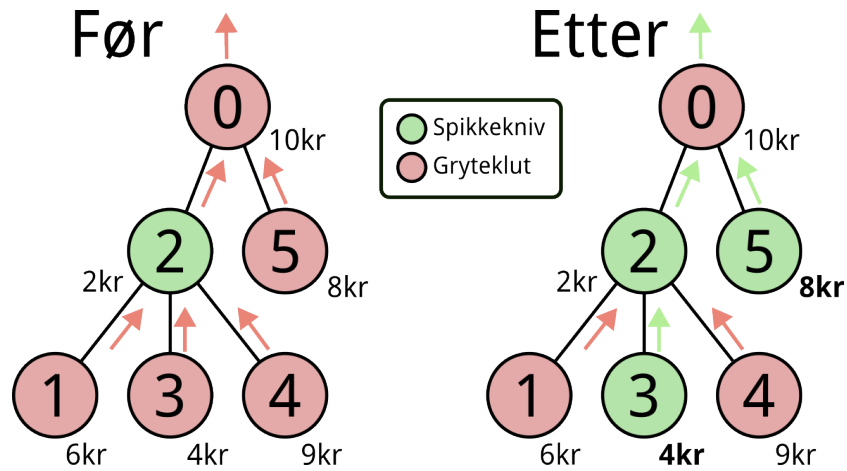 Før
0
10kr
2
5
2kr
8kr
1
3
4
6kr
4kr
9kr
Spikkekniv
Gryteklut
Etter
0
10kr
2
5
2kr
8kr
1
3
4
6kr
4kr
9kr